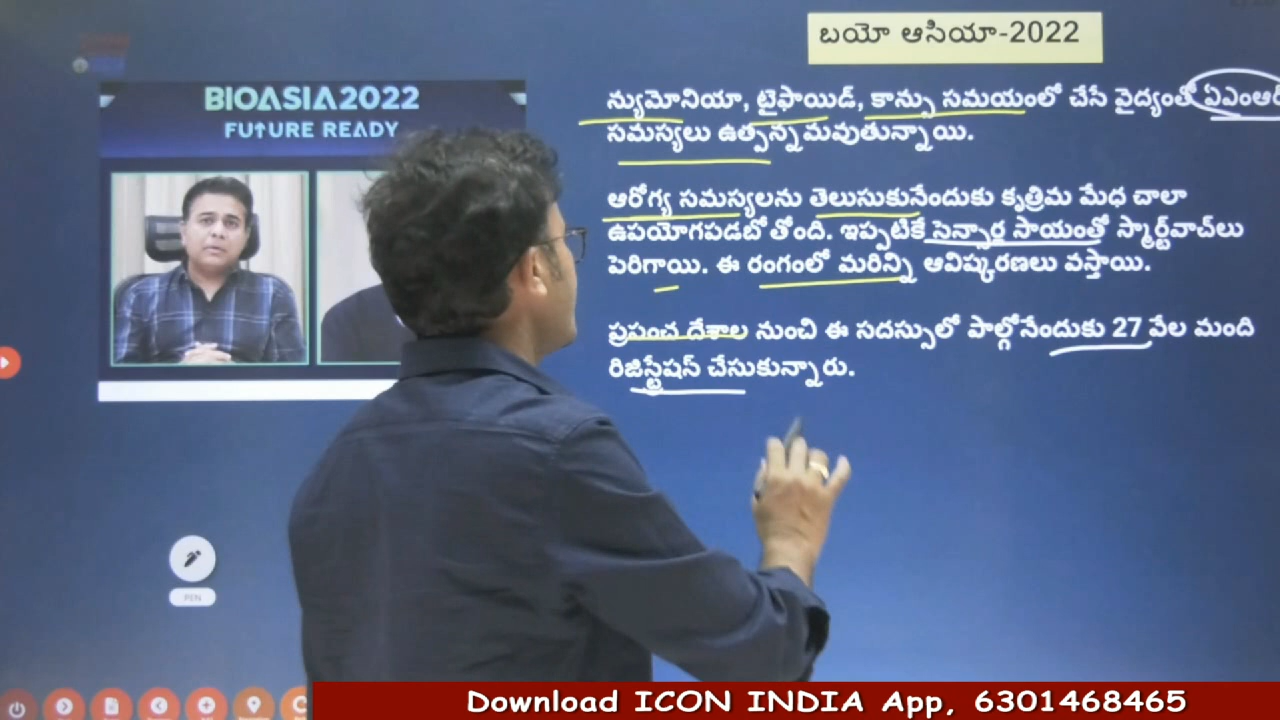 బయో ఆసియా-2022
BIOASIA2022
FUTURE READY
న్యుమోనియా, టైఫాయిడ్, కాన్పు సమయంలో చేసే వైద్యంతో ఏఎంఆర్
సమస్యలు ఉత్పన్నమవుతున్నాయి.
ఆరోగ్య సమస్యలను తెలుసుకునేందుకు కృత్రిమ మేధ చాలా
ఉపయోగపడబోతోంది. ఇప్పటికే సెన్సార్ల సాయంతో స్మార్ట్‌వాచ్‌లు
పెరిగాయి. ఈ రంగంలో మరిన్ని ఆవిష్కరణలు వస్తాయి.
ప్రపంచ దేశాల నుంచి ఈ సదస్సులో పాల్గోనేందుకు 27 వేల మంది
రిజిస్ట్రేషస్ చేసుకున్నారు.
PEN
Download ICON INDIA App, 6301468465